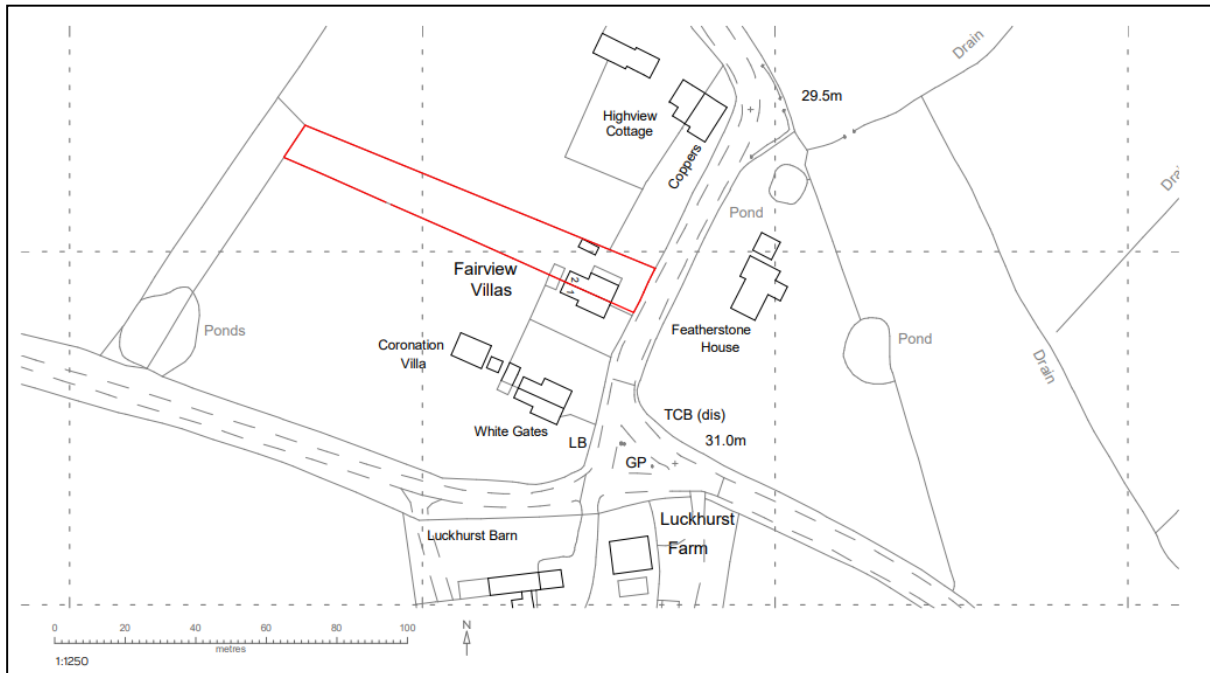 Drain
29.5m
Highview
Cottage
Coppers
Drain
Pond
Fairview
Villas
2
1
Ponds
Featherstone
House
Pond
Coronation
Villa
Drain
TCB (dis)
White Gates
LB
31.0m
GP
Luckhurst
Farm
Luckhurst Barn
0 20 40 60 80 100
metres
1:1250
N